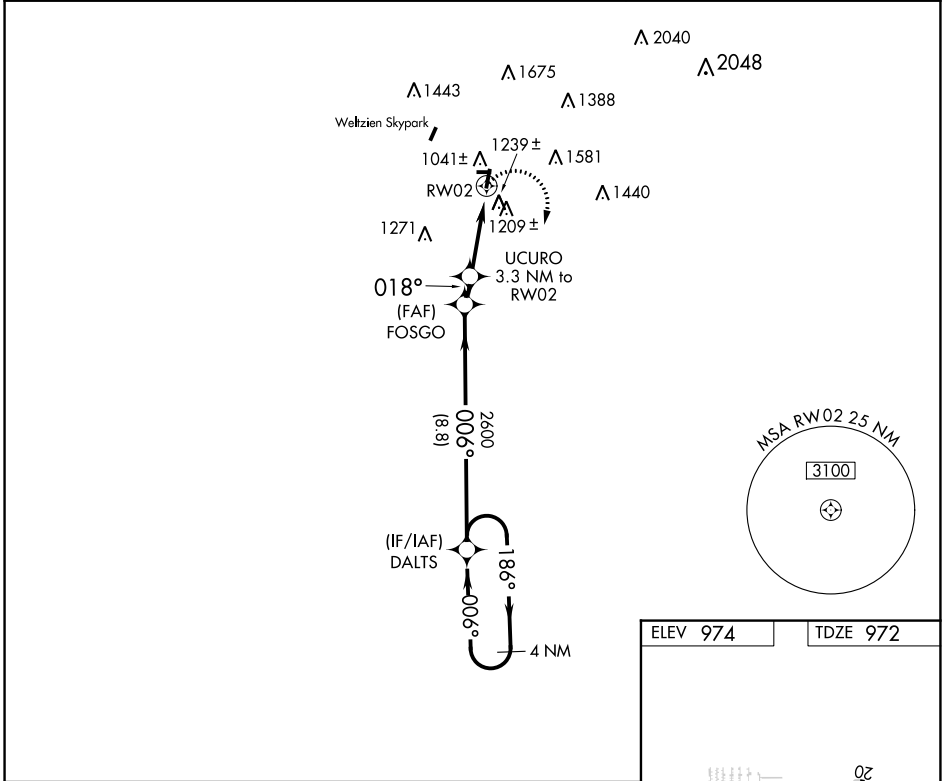 2040
2048
1675
1443
1388
Weltzien Skypark
1239 ±
1041±
1581
RW02
1440
1209 ±
1271
UCURO
3.3 NM to
RW02
018°
(FAF)
FOSGO
2600
006°
(8.8)
MSA RW02 25 NM
3100
(IF/IAF)
DALTS
186°
006°
4 NM
ELEV 974
TDZE 972
20